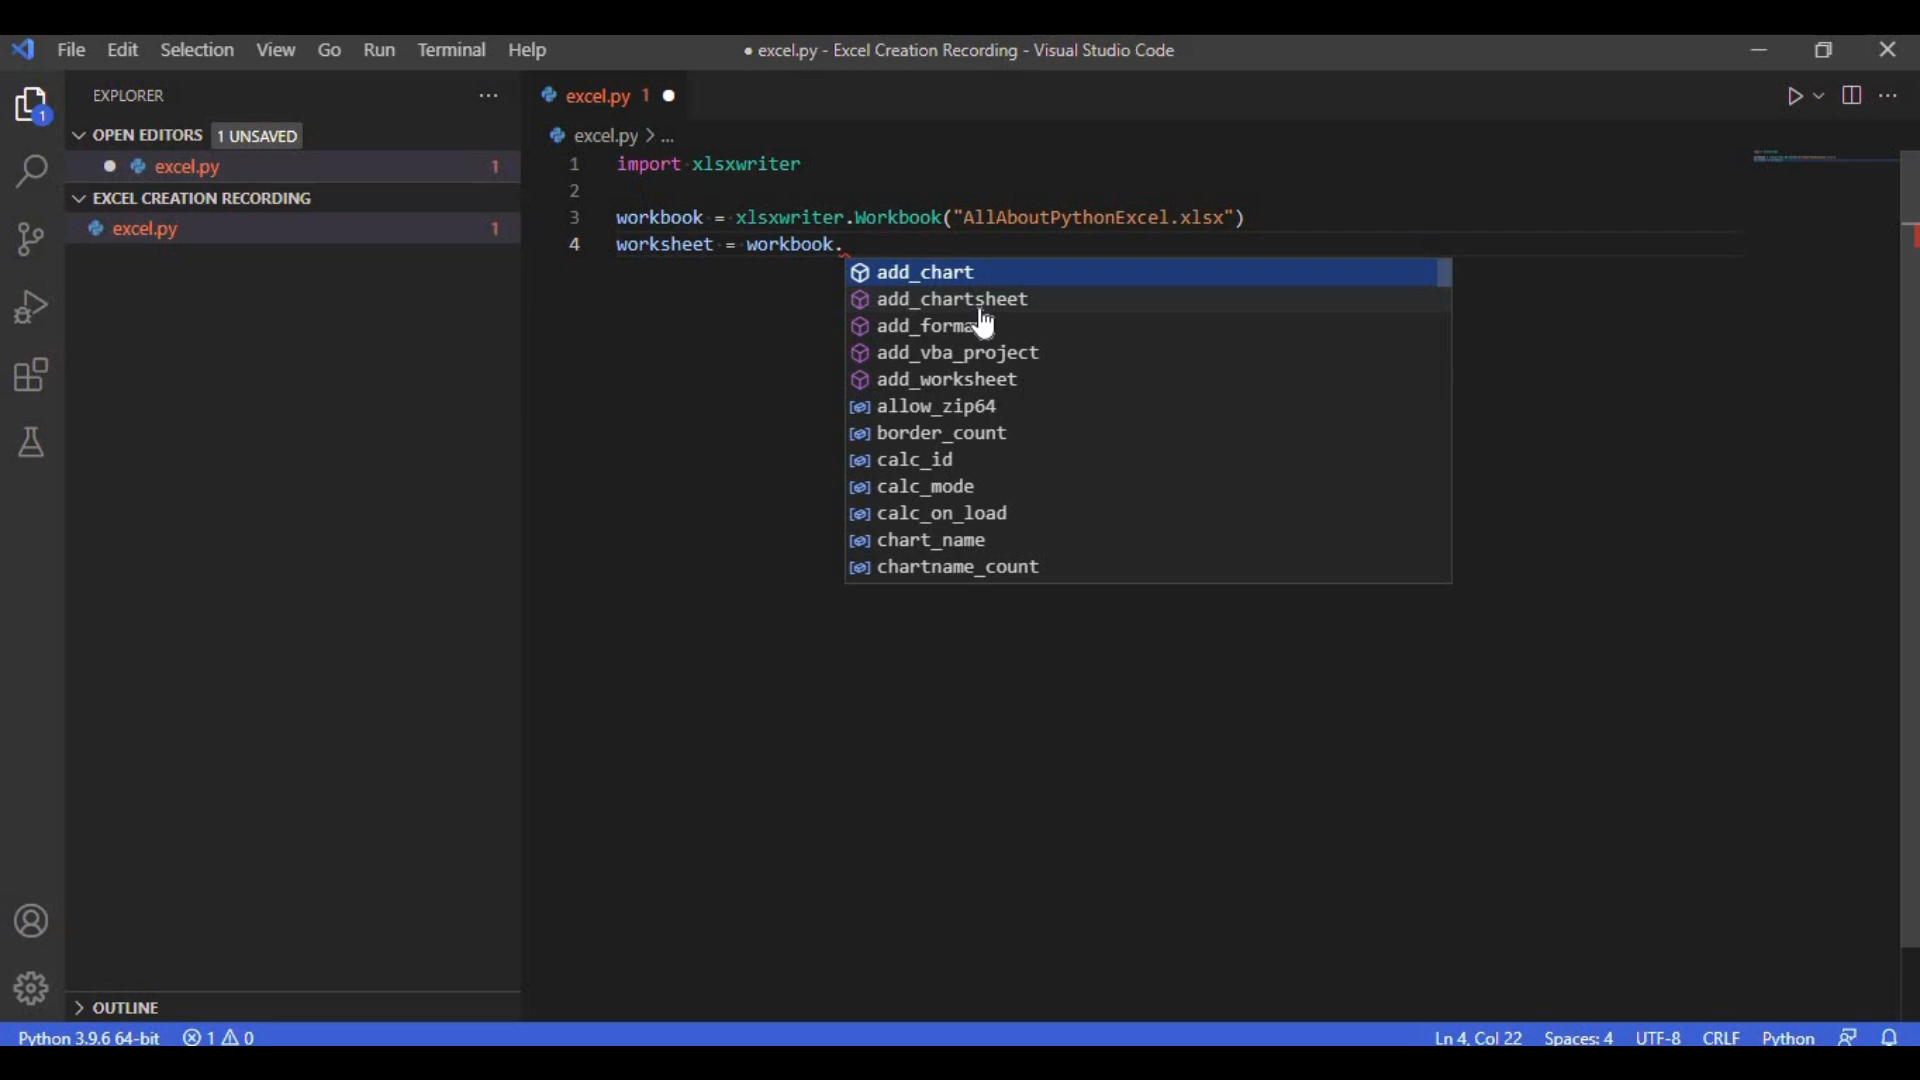 File Edit Selection View Go Run Terminal Help
● excel.py - Excel Creation Recording - Visual Studio Code
EXPLORER
OPEN EDITORS 1 UNSAVED
excel.py 1
EXCEL CREATION RECORDING
excel.py 1
OUTLINE
1
excel.py 1
excel.py > ...
1 import xlsxwriter
2
3 workbook = xlsxwriter.Workbook("AllAboutPythonExcel.xlsx")
4 worksheet = workbook.
add_chart
add_chartsheet
add_forma
add_vba_project
add_worksheet
allow_zip64
border_count
calc_id
calc_mode
calc_on_load
chart_name
chartname_count
Python 3.9.6 64-bit 1 0 Ln 4, Col 22 Spaces: 4 UTF-8 CRLF Python